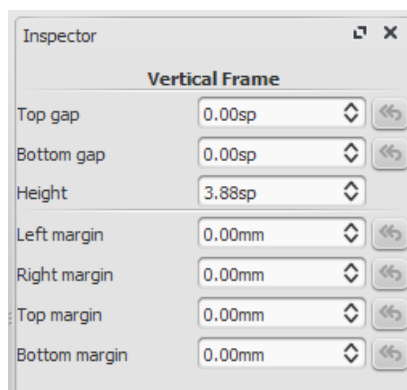 Inspector
Vertical Frame
Top gap 0.00sp
Bottom gap 0.00sp
Height 3.88sp
Left margin 0.00mm
Right margin 0.00mm
Top margin 0.00mm
Bottom margin 0.00mm